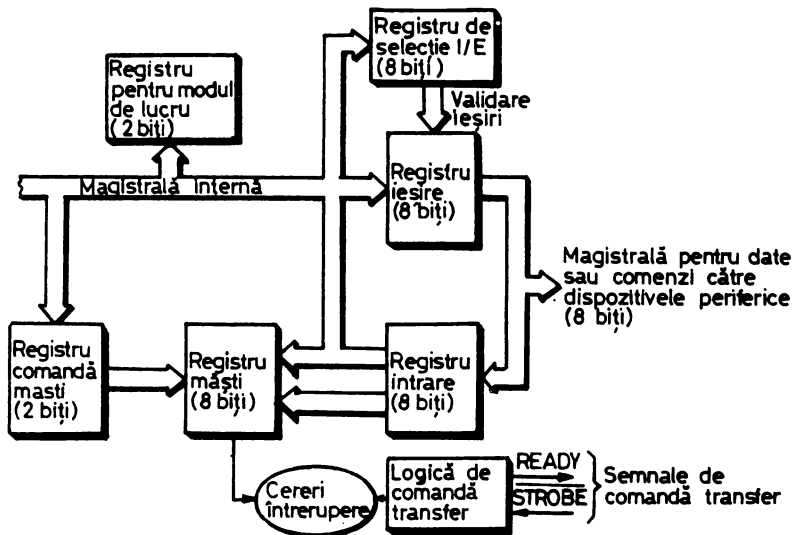 Registru de
selecție I/E
(8 biți)
Registru
pentru modul
de lucru
(2 biți)
Validare
ieșiri
Magistrală internă
Registru
ieșire
(8 biți)
Magistrală pentru date
sau comenzi către
dispozitivele periferice
(8 biți)
Registru
comandă
masti
(2 biți)
Registru
măști
(8 biți)
Registru
intrare
(8 biți)
Cereri
întrerupere
Logică de
comandă
transfer
READY
STROBE
Semnale de
comandă transfer